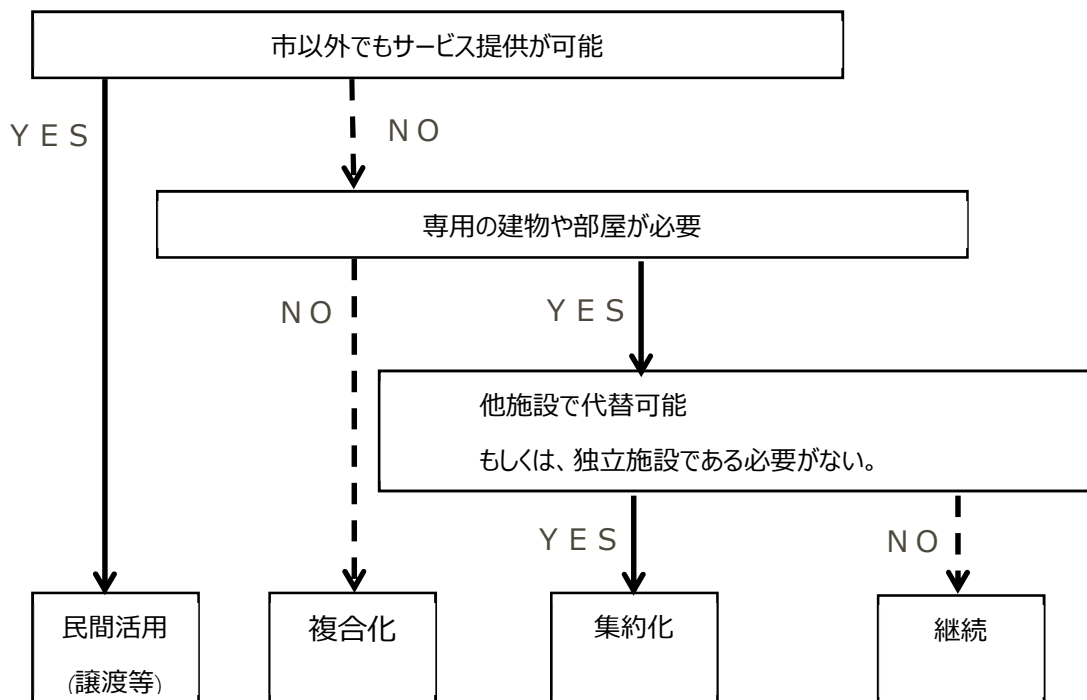 市以外でもサービス提供が可能
YES
NO
専用の建物や部屋が必要
NO
YES
他施設で代替可能
もしくは、独立施設である必要がない。
YES
NO
民間活用
(譲渡等)
複合化
集約化
継続